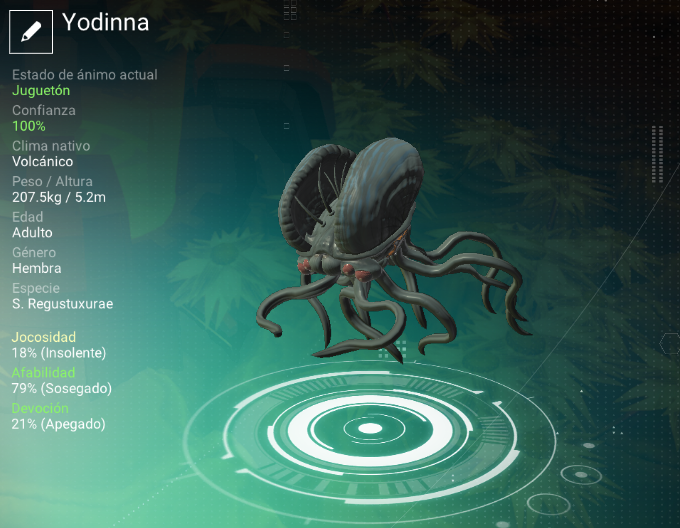 Yodinna
Estado de ánimo actual
Juguetón
Confianza
100%
Clima nativo
Volcánico
Peso / Altura
207.5kg / 5.2m
Edad
Adulto
Género
Hembra
Especie
S. Regustuxurae
Jocosidad
18% (Insolente)
Afabilidad
79% (Sosegado)
Devoción
21% (Apegado)